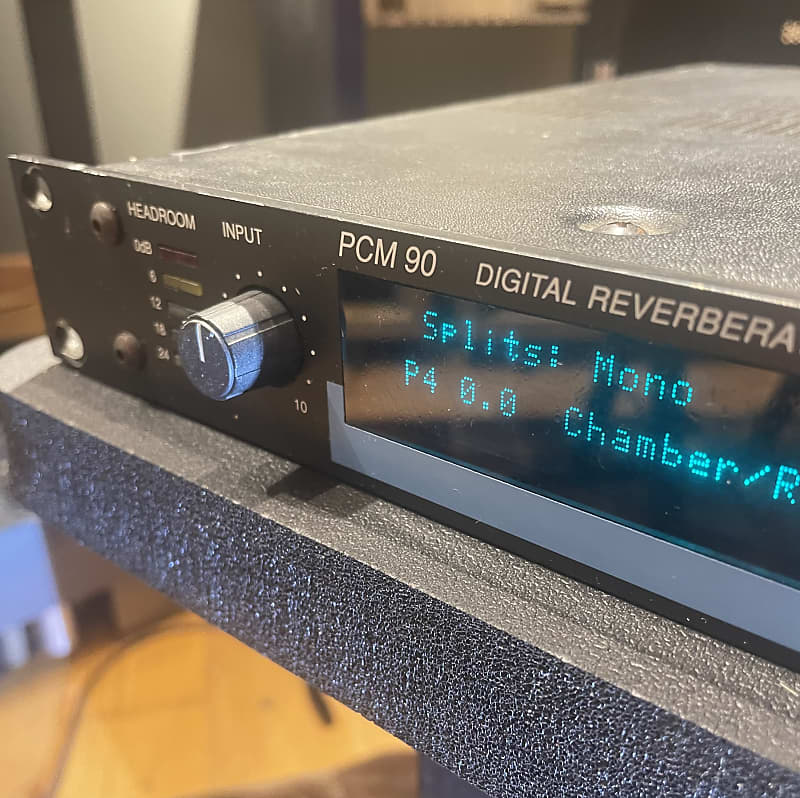 HEADROOM
INPUT
0dB
6
12
18
24
10
PCM 90
DIGITAL REVERBERA
Splits: Mono
P4 0.0 Chamber/R